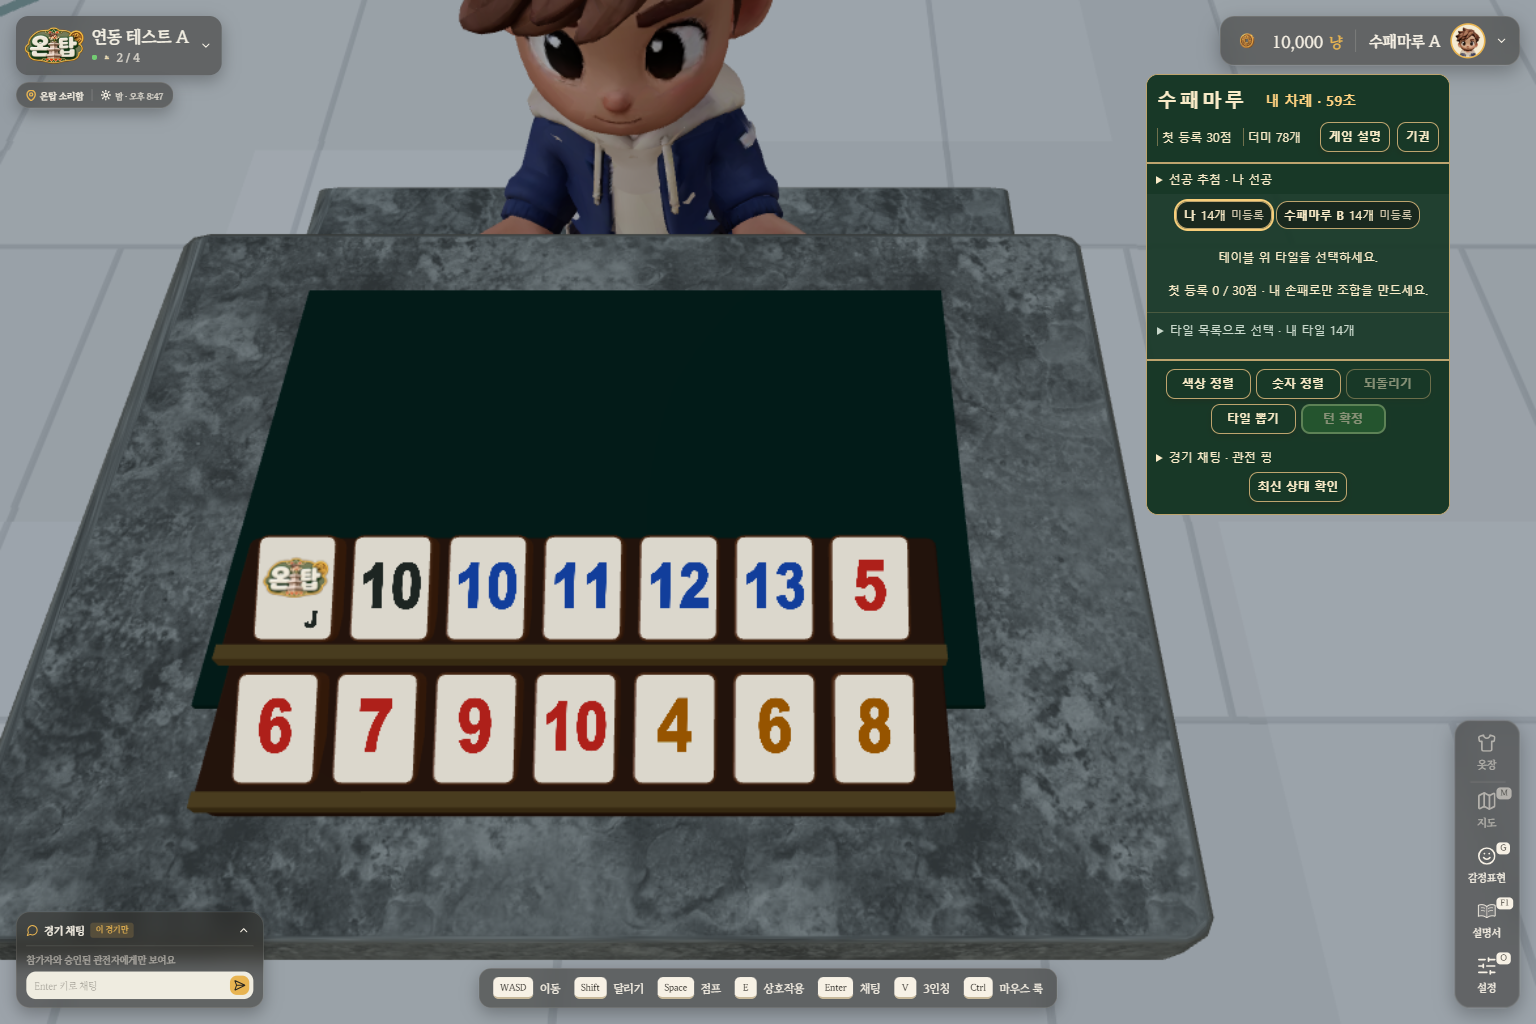 온탑
연동 테스트 A
2 / 4
온탑 소리함
밤 · 오후 8:47
10,000 냥
수패마루 A
수패마루 내 차례 · 59초
첫 등록 30점
더미 78개
게임 설명
기권
▶ 선공 추첨 · 나 선공
나 14개 미등록
수패마루 B 14개 미등록
테이블 위 타일을 선택하세요.
첫 등록 0 / 30점 · 내 손패로만 조합을 만드세요.
▶ 타일 목록으로 선택 · 내 타일 14개
색상 정렬
숫자 정렬
되돌리기
타일 뽑기
턴 확정
▶ 경기 채팅 · 관전 핑
최신 상태 확인
온탑 J
10
10
11
12
13
5
6
7
9
10
4
6
8
옷장
M
지도
G
감정표현
F1
설명서
O
설정
경기 채팅 이 경기만
참가자와 승인된 관전자에게만 보여요
Enter 키로 채팅
WASD 이동 Shift 달리기 Space 점프 E 상호작용 Enter 채팅 V 3인칭 Ctrl 마우스 룩